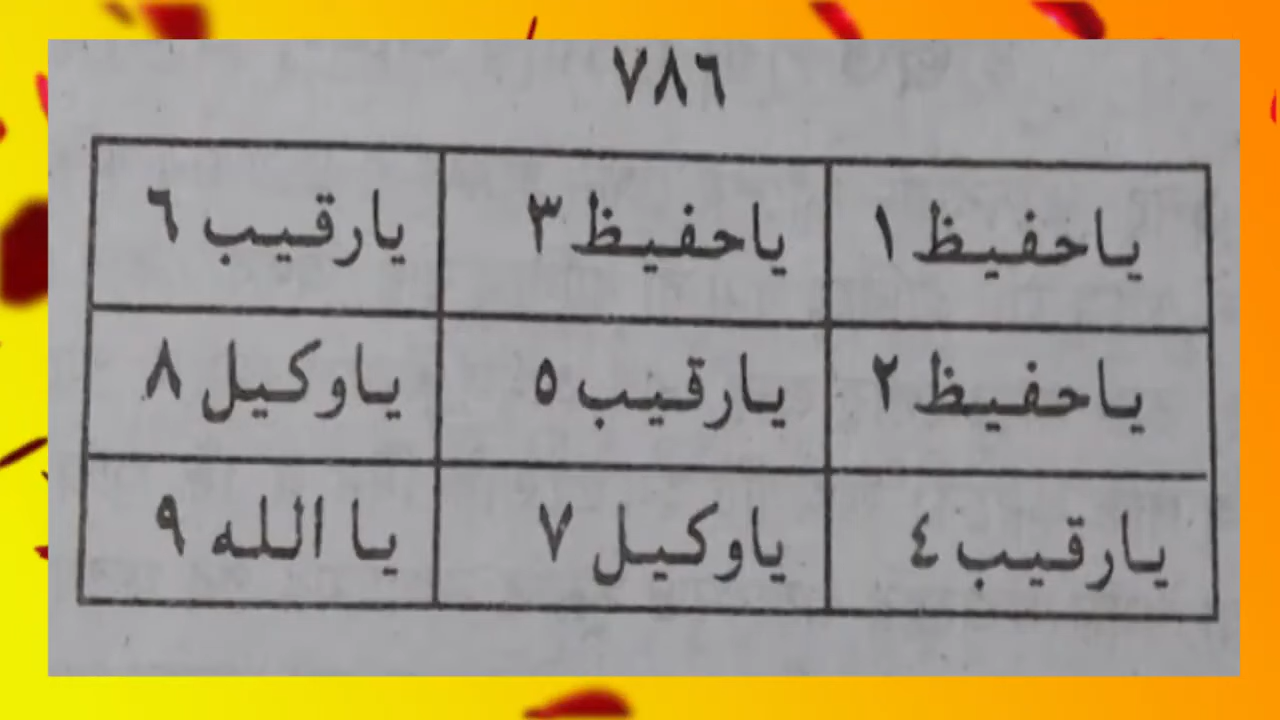 ٧٨٦
ياحفيظ ١ ياحفيظ ٣ يارقيب ٦
ياحفيظ ٢ يارقيب ٥ ياوكيل ٨
يارقيب ٤ ياوكيل ٧ يا الله ٩